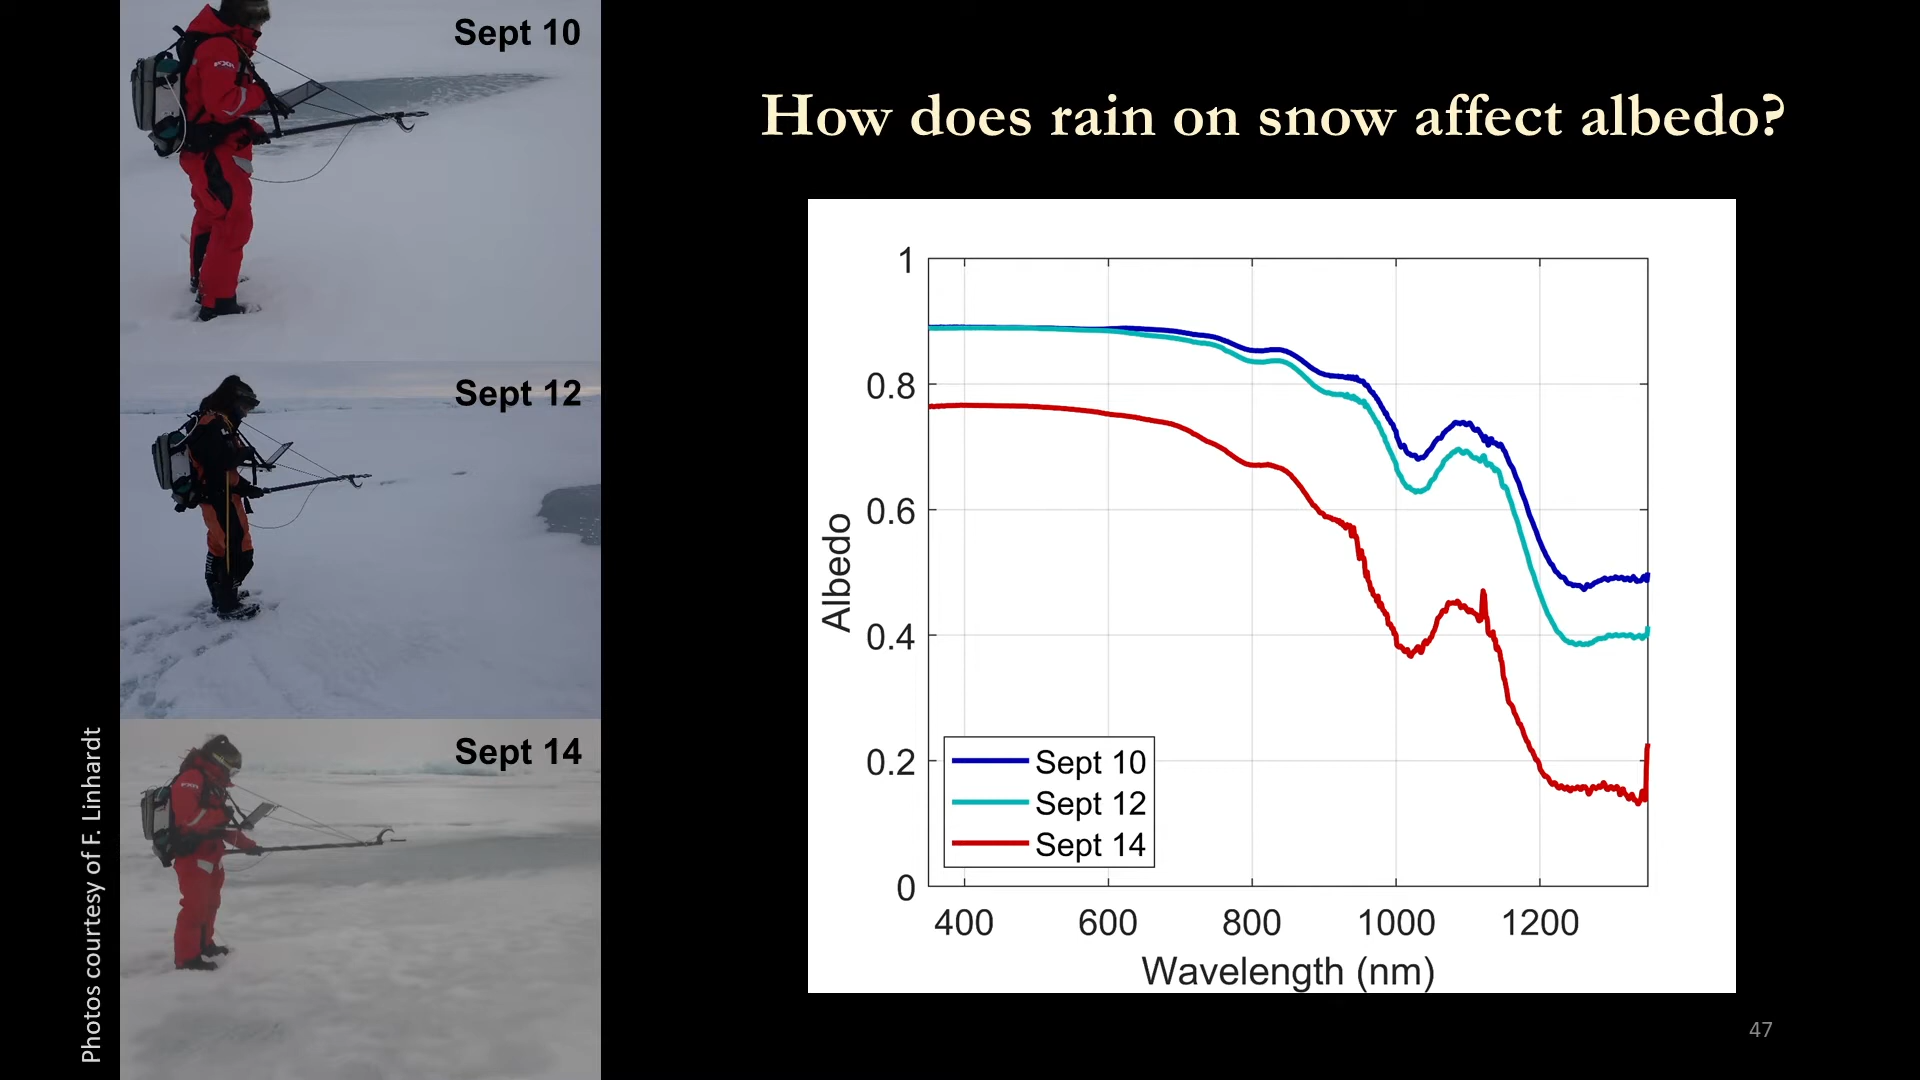 Sept 10
Sept 12
Sept 14
Photos courtesy of F. Linhardt
How does rain on snow affect albedo?
1
0.8
0.6
0.4
0.2
0
Albedo
Sept 10
Sept 12
Sept 14
400 600 800 1000 1200
Wavelength (nm)
47